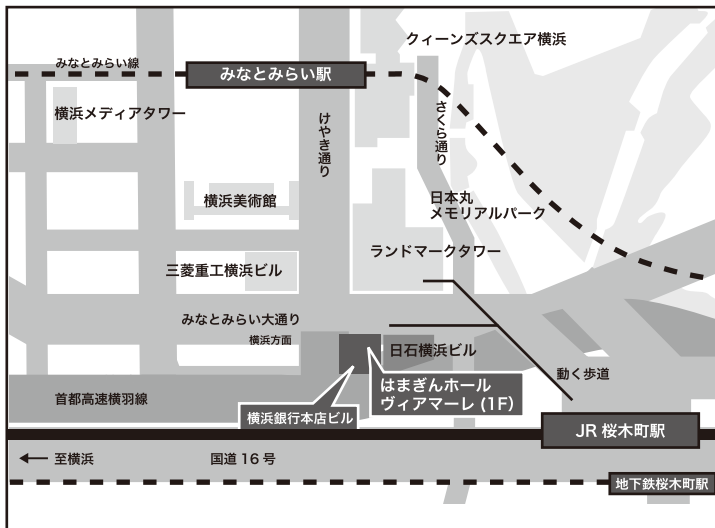 クィーンズスクエア横浜
みなとみらい線
みなとみらい駅
横浜メディアタワー
けやき通り
さくら通り
横浜美術館
日本丸
メモリアルパーク
ランドマークタワー
三菱重工横浜ビル
みなとみらい大通り
横浜方面
日石横浜ビル
動く歩道
はまぎんホール
ヴィアマーレ (1F)
首都高速横羽線
横浜銀行本店ビル
JR 桜木町駅
至横浜
国道 16 号
地下鉄桜木町駅